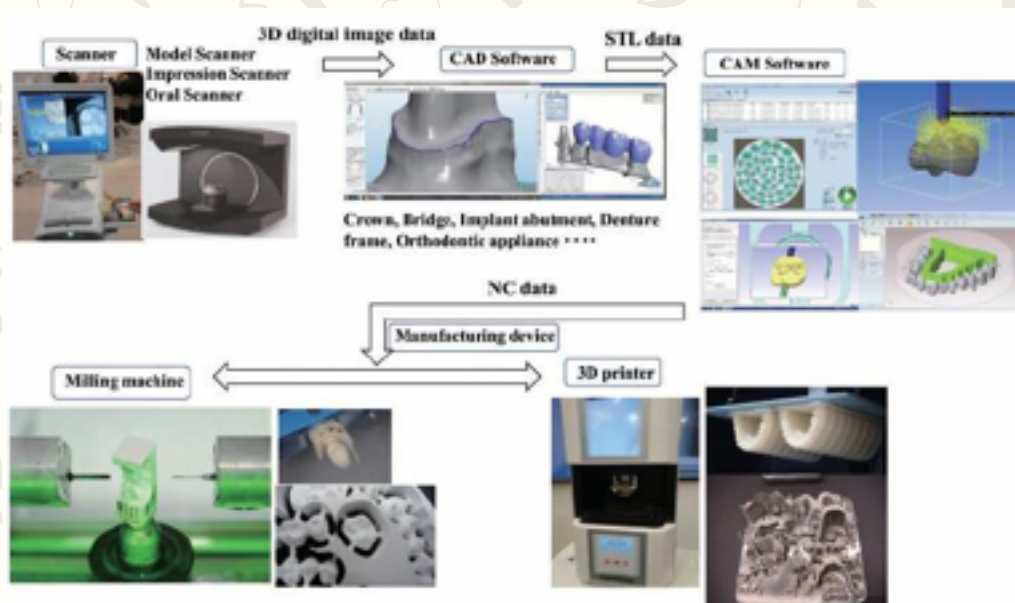 3D digital image data
STL data
Scanner
Model Scanner
Impression Scanner
Oral Scanner
CAD Software
CAM Software
Crown, Bridge, Implant abutment, Denture
frame, Orthodontic appliance ････
NC data
Manufacturing device
Milling machine
3D printer